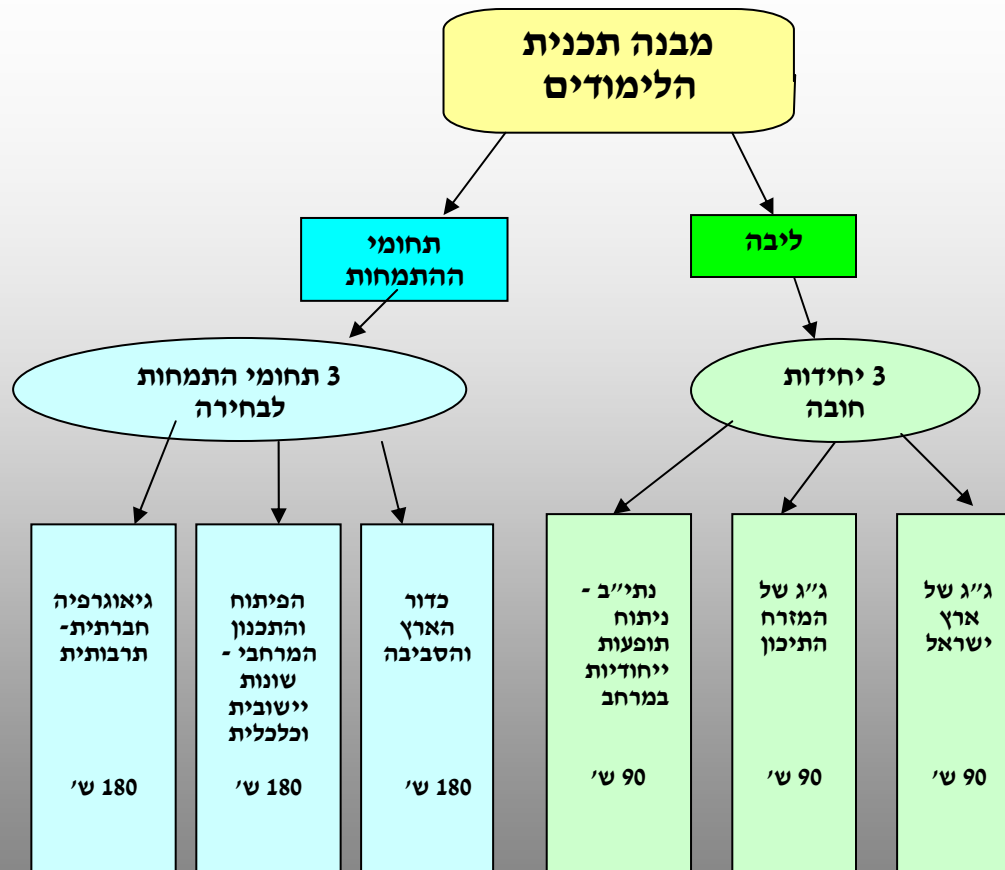 מבנה תכנית
הלימודים
ליבה
תחומי
ההתמחות
3 יחידות
חובה
3 תחומי התמחות
לבחירה
ג״ג של
ארץ
ישראל
90 ש׳
ג״ג של
המזרח
התיכון
90 ש׳
נתי״ב -
ניתוח
תופעות
ייחודיות
במרחב
90 ש׳
כדור
הארץ
והסביבה
180 ש׳
הפיתוח
והתכנון
המרחבי -
שונות
יישובית
וכלכלית
180 ש׳
גיאוגרפיה
חברתית-
תרבותית
180 ש׳